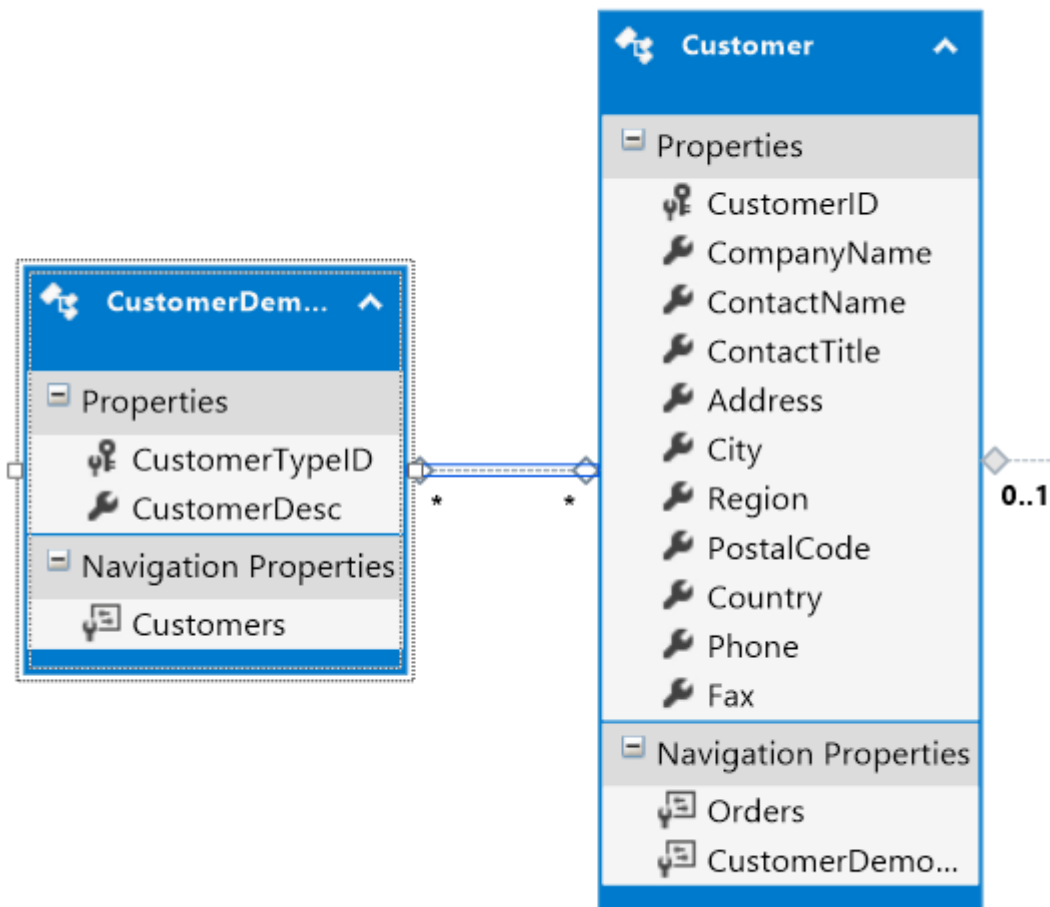 CustomerDem...
Properties
CustomerTypeID
CustomerDesc
Navigation Properties
Customers
* *
Customer
Properties
CustomerID
CompanyName
ContactName
ContactTitle
Address
City
Region
PostalCode
Country
Phone
Fax
Navigation Properties
Orders
CustomerDemo...
0..1